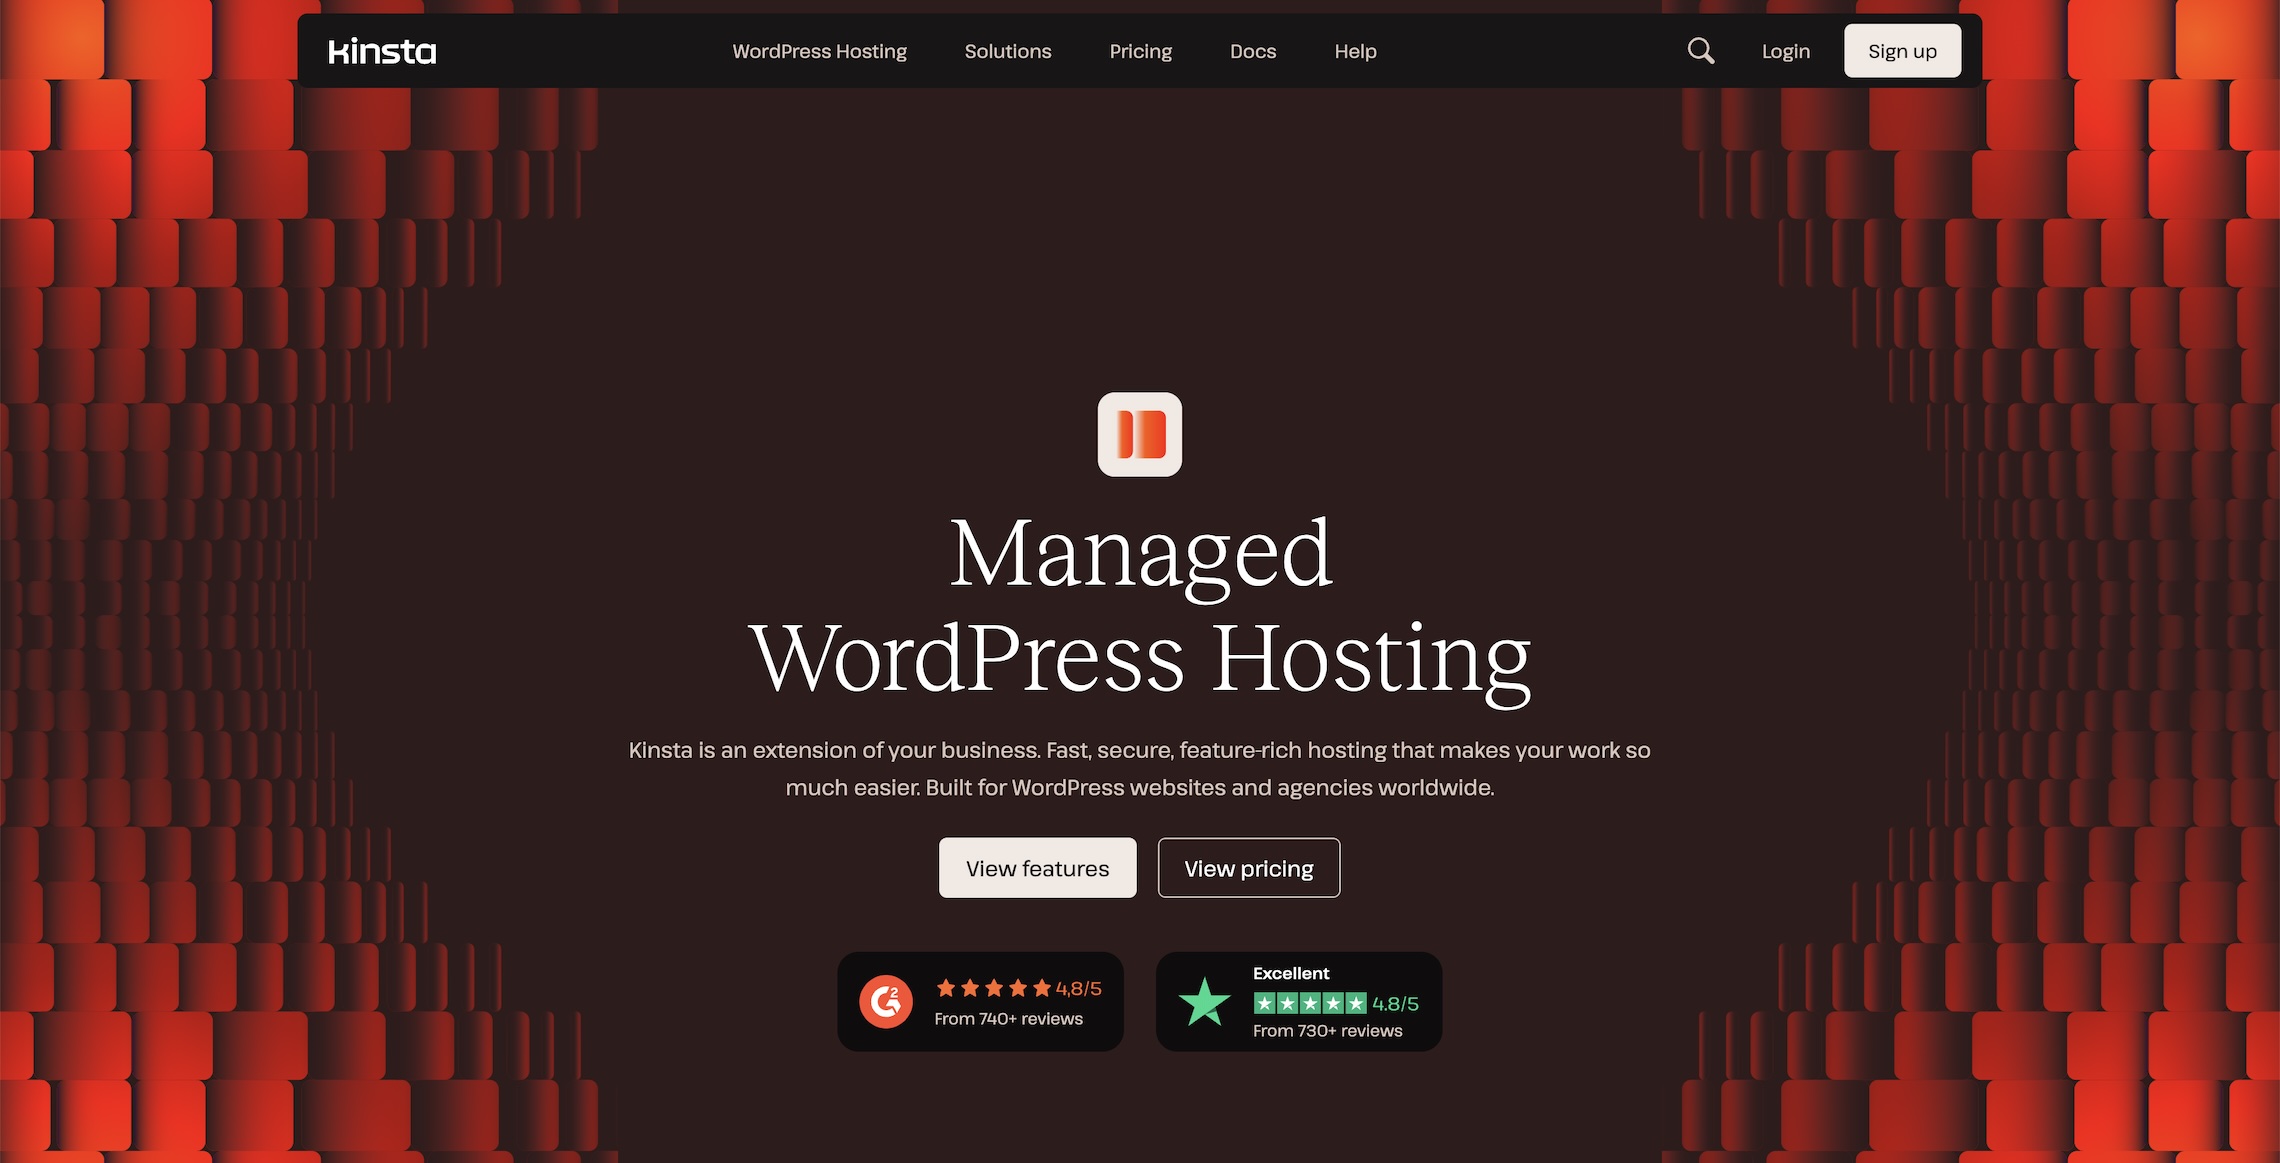 Kinsta
WordPress Hosting
Solutions
Pricing
Docs
Help
Login
Sign up
Managed
WordPress Hosting
Kinsta is an extension of your business. Fast, secure, feature-rich hosting that makes your work so
much easier. Built for WordPress websites and agencies worldwide.
View features
View pricing
G2
4,8/5
From 740+ reviews
Excellent
4.8/5
From 730+ reviews